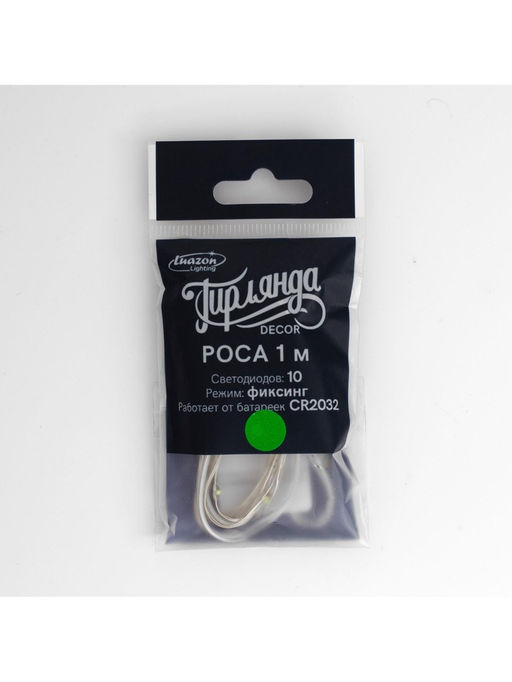 Luazon
Lighting
Гирлянда
DECOR
РОСА 1 м
Светодиодов: 10
Режим: фиксинг
Работает от батареек CR2032